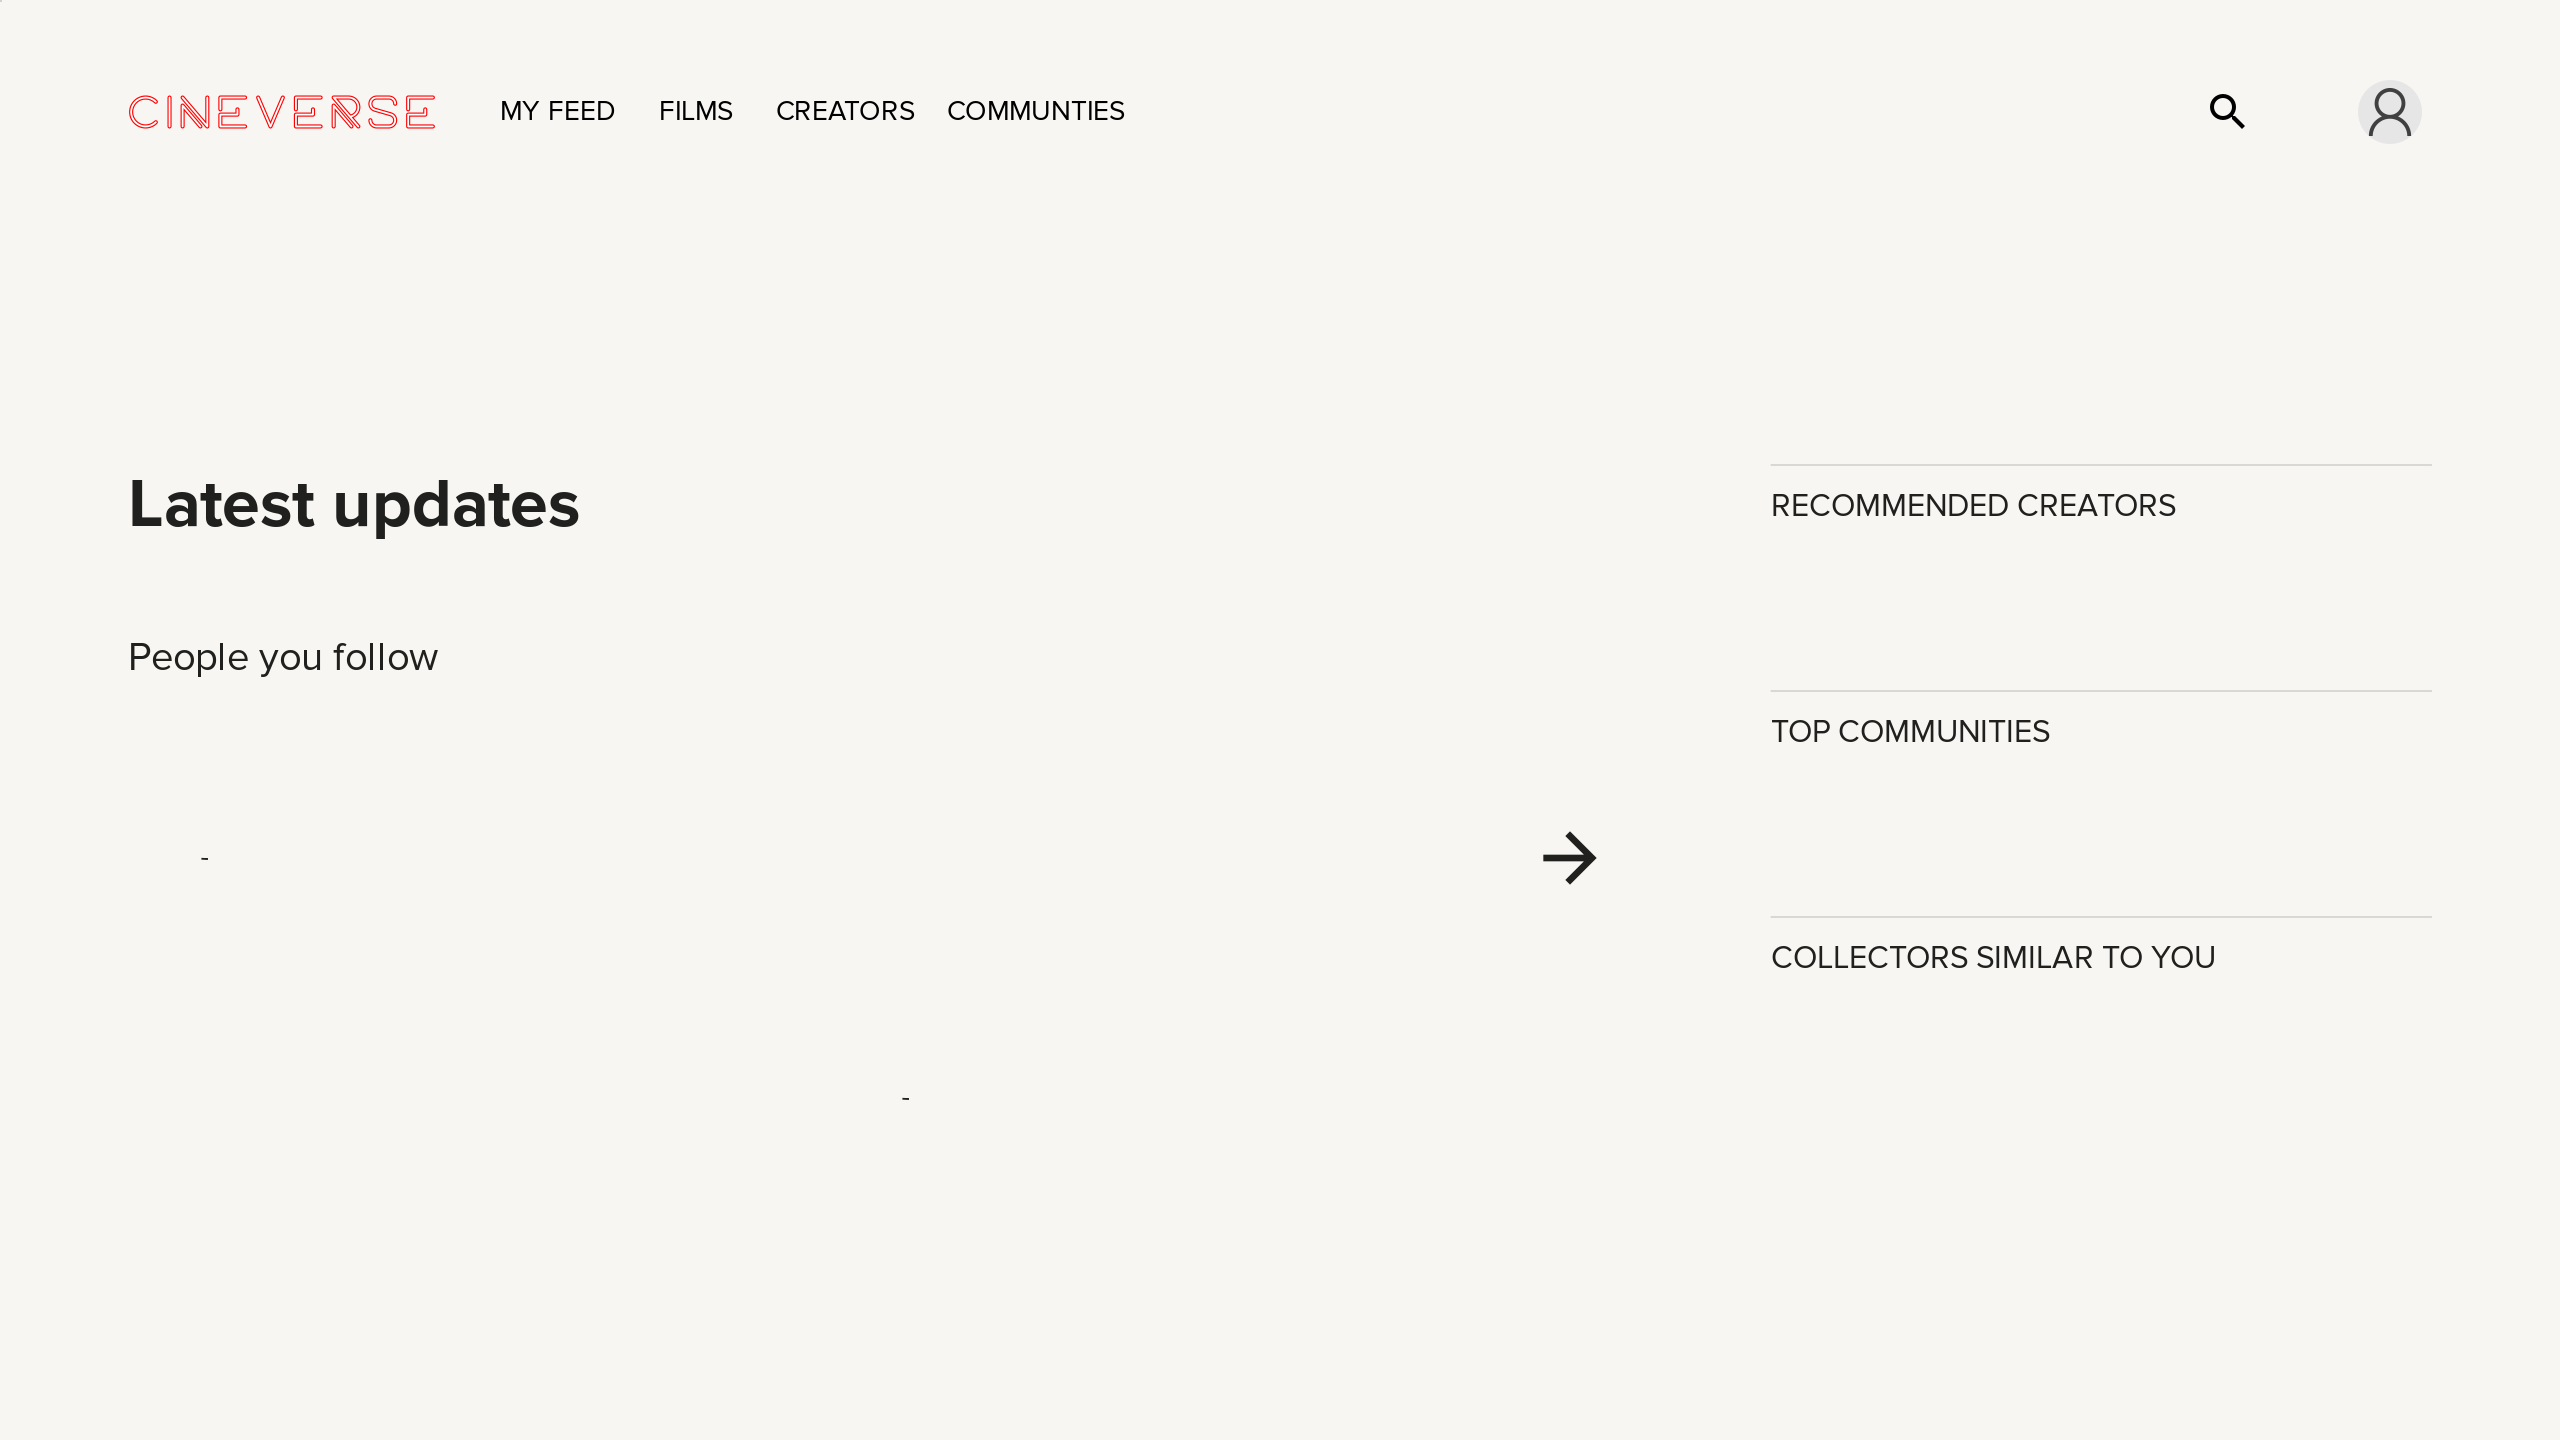 CINEVERSE
MY FEED FILMS CREATORS COMMUNTIES
Latest updates
People you follow
-
-
RECOMMENDED CREATORS
TOP COMMUNITIES
COLLECTORS SIMILAR TO YOU